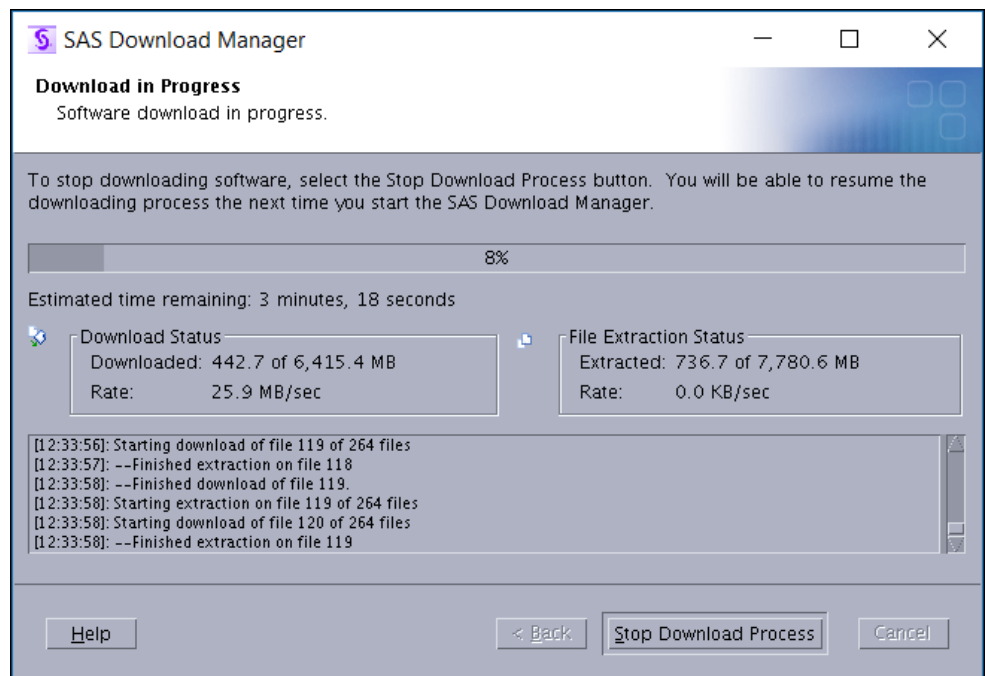 SAS Download Manager
Download in Progress
Software download in progress.
To stop downloading software, select the Stop Download Process button.  You will be able to resume the
downloading process the next time you start the SAS Download Manager.
8%
Estimated time remaining: 3 minutes, 18 seconds
Download Status
Downloaded: 442.7 of 6,415.4 MB
Rate: 25.9 MB/sec
File Extraction Status
Extracted: 736.7 of 7,780.6 MB
Rate: 0.0 KB/sec
[12:33:56]: Starting download of file 119 of 264 files
[12:33:57]: --Finished extraction on file 118
[12:33:58]: --Finished download of file 119.
[12:33:58]: Starting extraction on file 119 of 264 files
[12:33:58]: Starting download of file 120 of 264 files
[12:33:58]: --Finished extraction on file 119
Help
< Back
Stop Download Process
Cancel